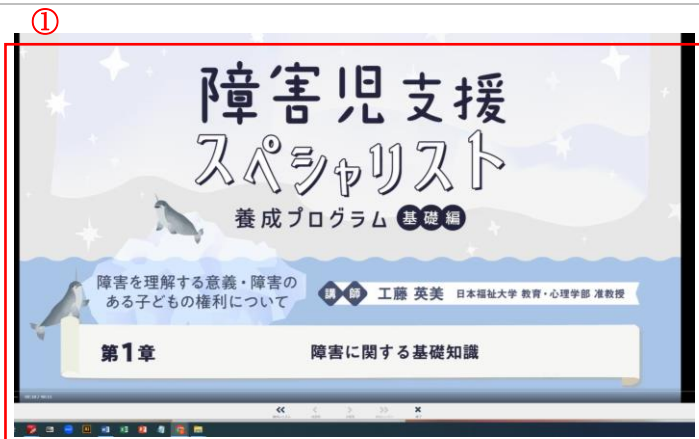 ①
障害児支援
スペシャリスト
養成プログラム 基礎編
障害を理解する意義・障害の
ある子どもの権利について
講師 工藤 英美 日本福祉大学 教育・心理学部 准教授
第1章 障害に関する基礎知識